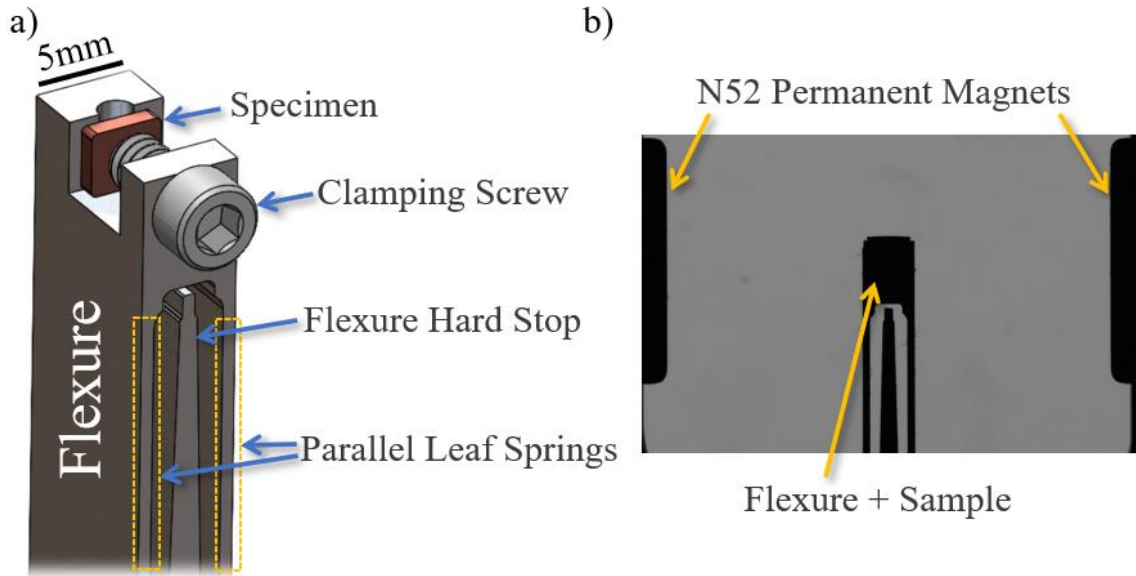 a)
5mm
Specimen
Clamping Screw
Flexure Hard Stop
Parallel Leaf Springs
Flexure
b)
N52 Permanent Magnets
Flexure + Sample